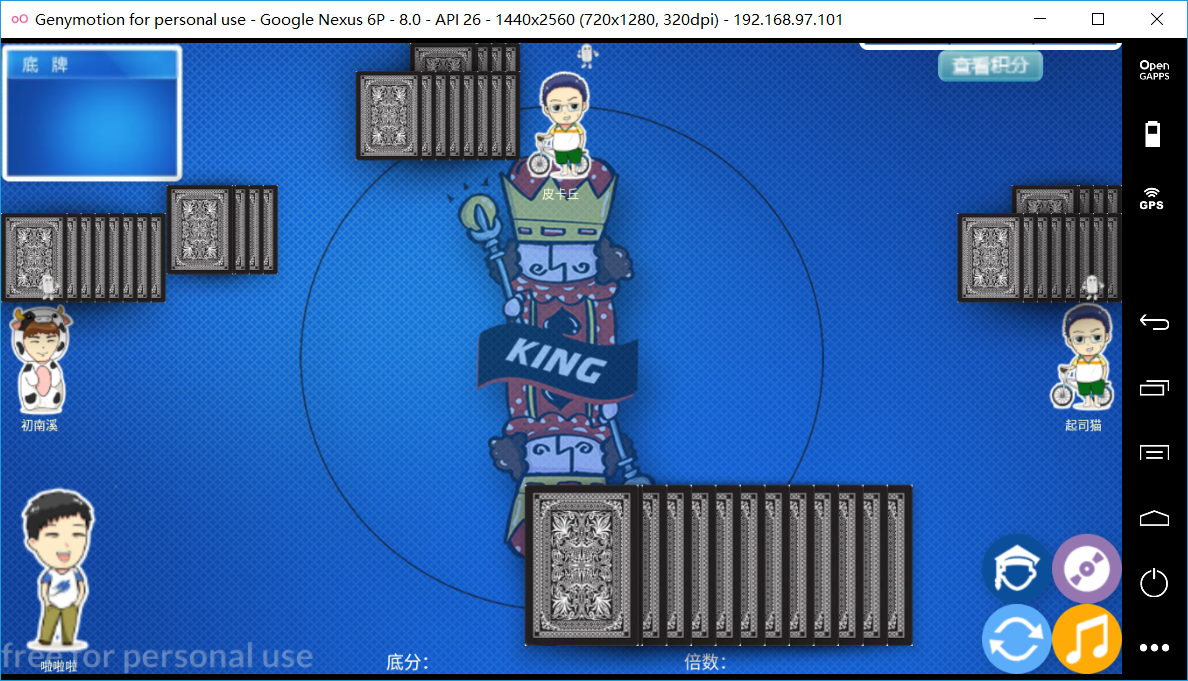 Genymotion for personal use - Google Nexus 6P - 8.0 - API 26 - 1440x2560 (720x1280, 320dpi) - 192.168.97.101
底 牌
查看积分
Open
GAPPS
GPS
皮卡丘
KING
初南溪
起司猫
free for personal use
啦啦啦
底分:
倍数: